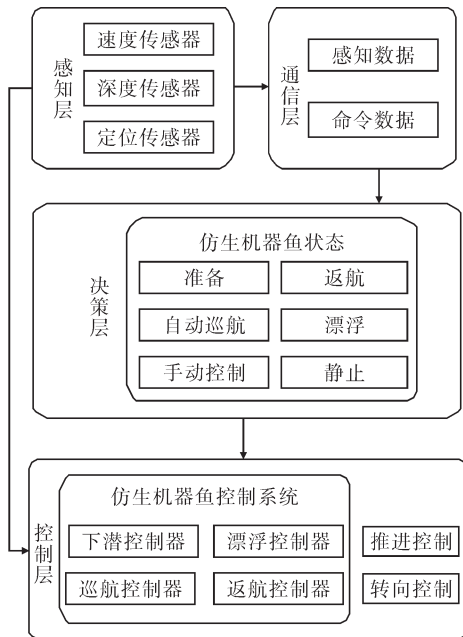 感知层
速度传感器
深度传感器
定位传感器
通信层
感知数据
命令数据
决策层
仿生机器鱼状态
准备
返航
自动巡航
漂浮
手动控制
静止
控制层
仿生机器鱼控制系统
下潜控制器
漂浮控制器
推进控制
巡航控制器
返航控制器
转向控制